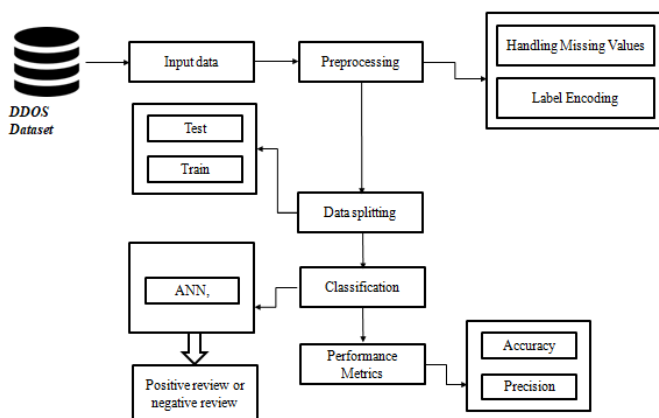 DDOS
Dataset
Input data
Preprocessing
Handling Missing Values
Label Encoding
Test
Train
Data splitting
ANN,
Classification
Positive review or
negative review
Performance
Metrics
Accuracy
Precision